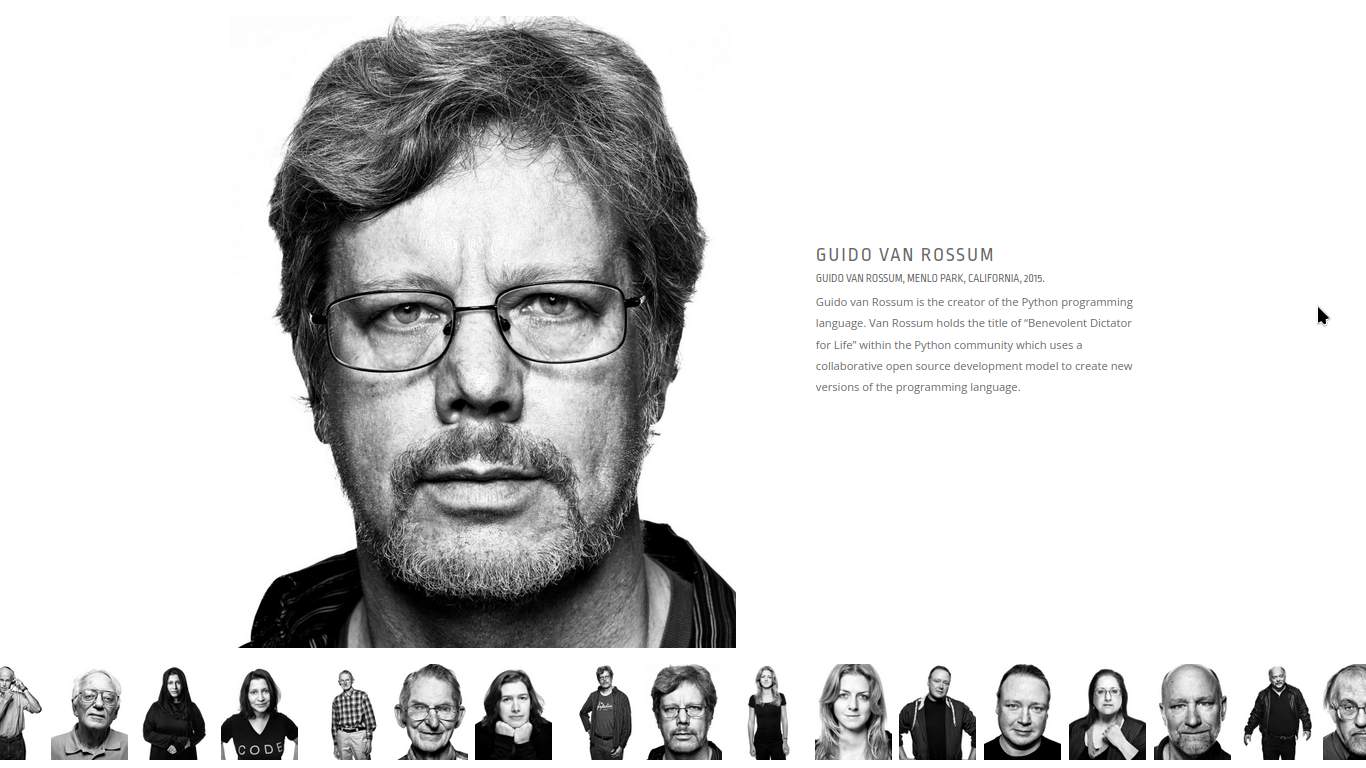 GUIDO VAN ROSSUM
GUIDO VAN ROSSUM, MENLO PARK, CALIFORNIA, 2015.
Guido van Rossum is the creator of the Python programming
language. Van Rossum holds the title of “Benevolent Dictator
for Life” within the Python community which uses a
collaborative open source development model to create new
versions of the programming language.
CODE